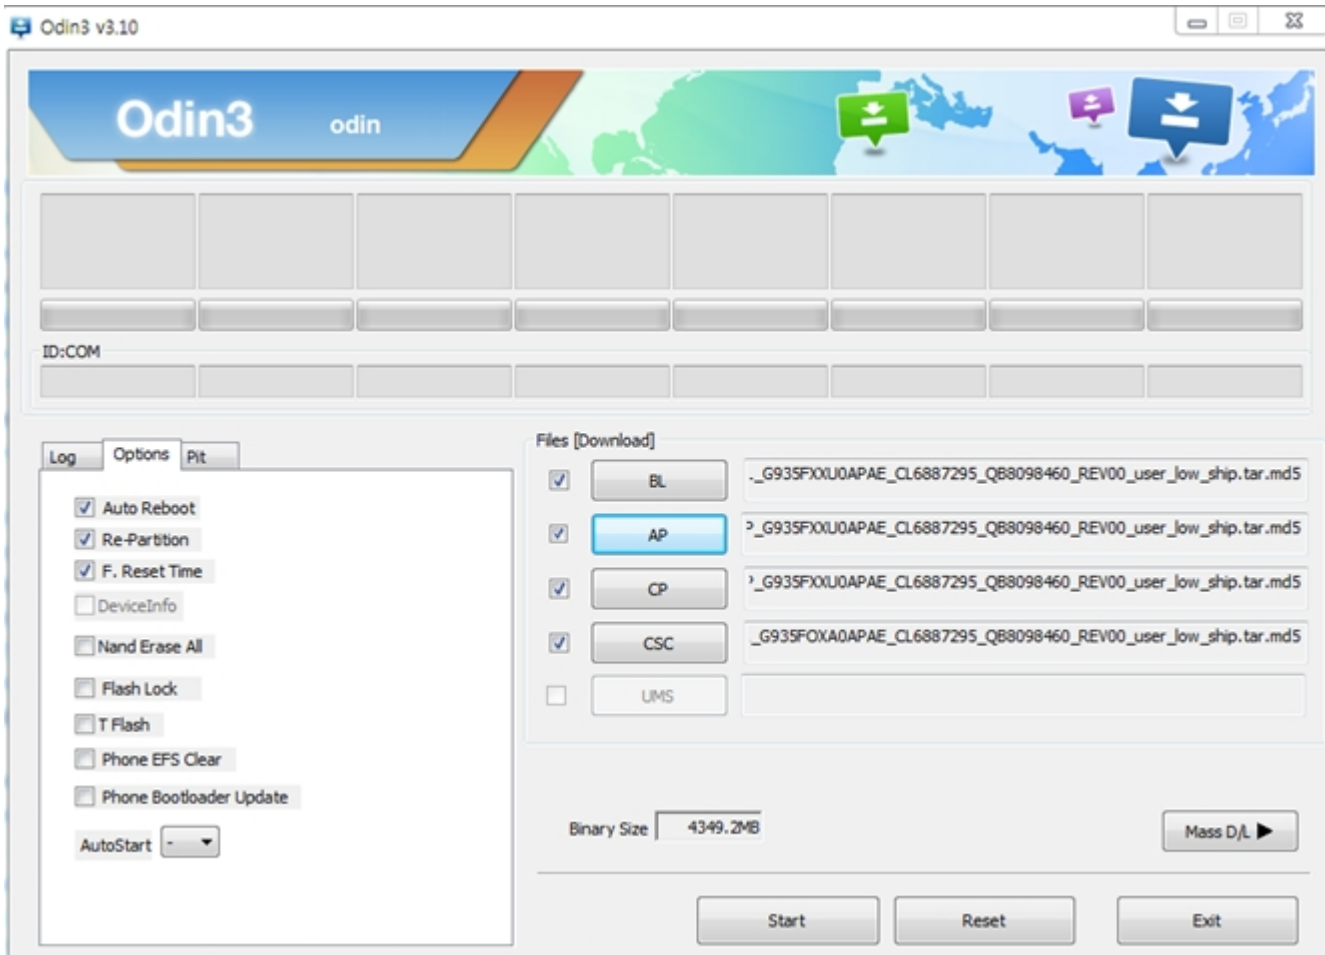 Odin3 v3.10
Odin3 odin
ID:COM
Log Options Pit
Auto Reboot
Re-Partition
F. Reset Time
DeviceInfo
Nand Erase All
Flash Lock
T Flash
Phone EFS Clear
Phone Bootloader Update
AutoStart -
Files [Download]
BL ._G935FXXU0APAE_CL6887295_QB8098460_REV00_user_low_ship.tar.md5
AP P_G935FXXU0APAE_CL6887295_QB8098460_REV00_user_low_ship.tar.md5
CP P_G935FXXU0APAE_CL6887295_QB8098460_REV00_user_low_ship.tar.md5
CSC _G935FOXA0APAE_CL6887295_QB8098460_REV00_user_low_ship.tar.md5
UMS
Binary Size 4349.2MB
Mass D/L ▶
Start Reset Exit